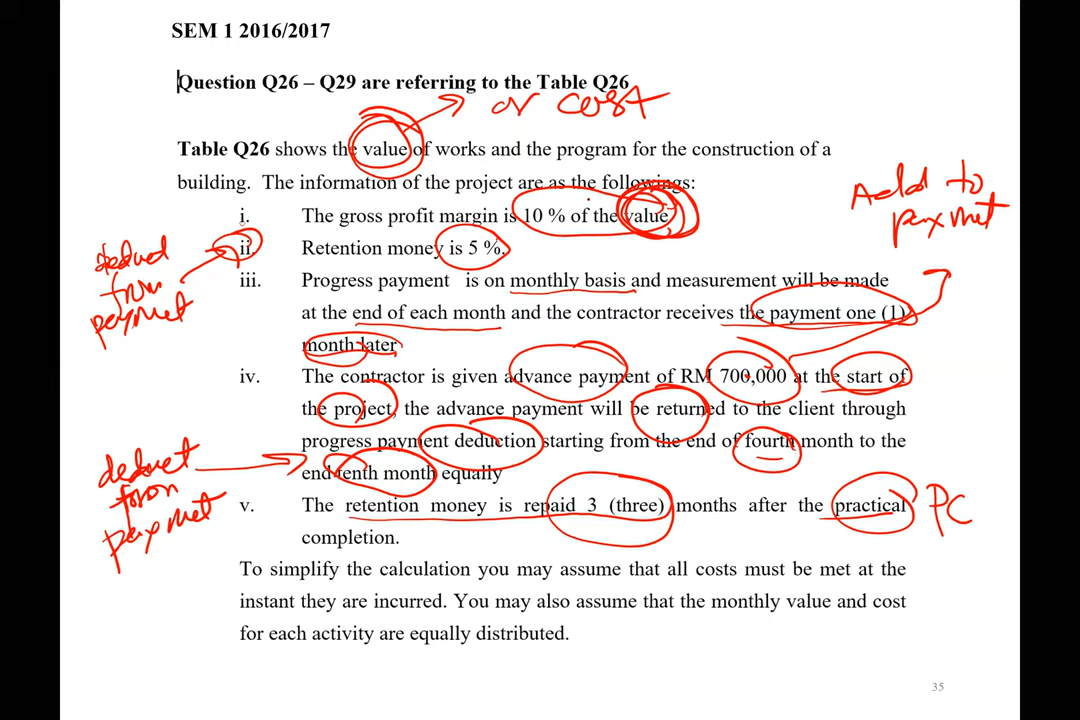 SEM 1 2016/2017
Question Q26 – Q29 are referring to the Table Q26
or cost
Table Q26 shows the value of works and the program for the construction of a
building. The information of the project are as the followings:
Add to
paymet
i. The gross profit margin is 10 % of the value
ii. Retention money is 5 %.
deduct
from
paymet
iii. Progress payment is on monthly basis and measurement will be made
at the end of each month and the contractor receives the payment one (1)
month later
iv. The contractor is given advance payment of RM 700,000 at the start of
the project, the advance payment will be returned to the client through
progress payment deduction starting from the end of fourth month to the
end tenth month equally
deduct
from
paymet
v. The retention money is repaid 3 (three) months after the practical
PC
completion.
To simplify the calculation you may assume that all costs must be met at the
instant they are incurred. You may also assume that the monthly value and cost
for each activity are equally distributed.
35